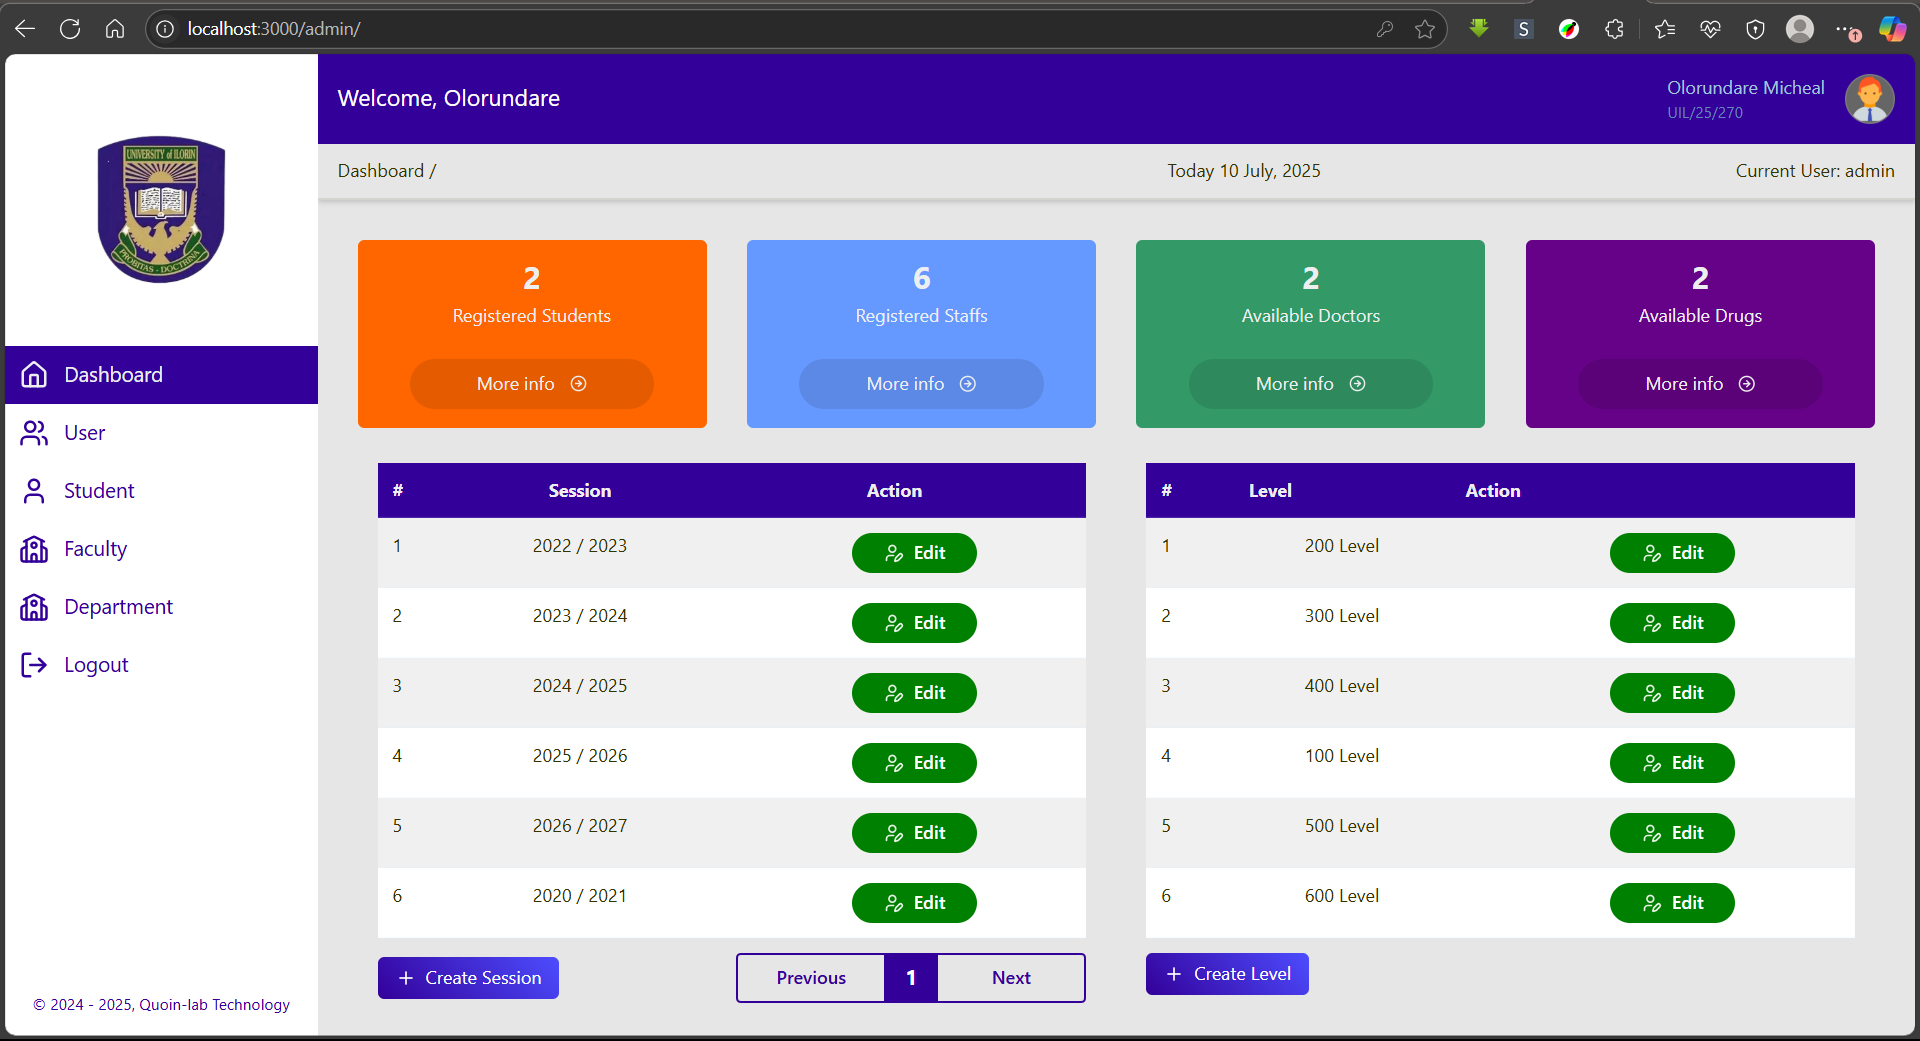 localhost:3000/admin/
S
UNIVERSITY of ILORIN
PROBITAS - DOCTRINA
Dashboard
User
Student
Faculty
Department
Logout
© 2024 - 2025, Quoin-lab Technology
Welcome, Olorundare
Olorundare Micheal
UIL/25/270
Dashboard / Today 10 July, 2025 Current User: admin
2
Registered Students
More info
6
Registered Staffs
More info
2
Available Doctors
More info
2
Available Drugs
More info
# Session Action
1 2022 / 2023 Edit
2 2023 / 2024 Edit
3 2024 / 2025 Edit
4 2025 / 2026 Edit
5 2026 / 2027 Edit
6 2020 / 2021 Edit
+ Create Session
Previous 1 Next
# Level Action
1 200 Level Edit
2 300 Level Edit
3 400 Level Edit
4 100 Level Edit
5 500 Level Edit
6 600 Level Edit
+ Create Level